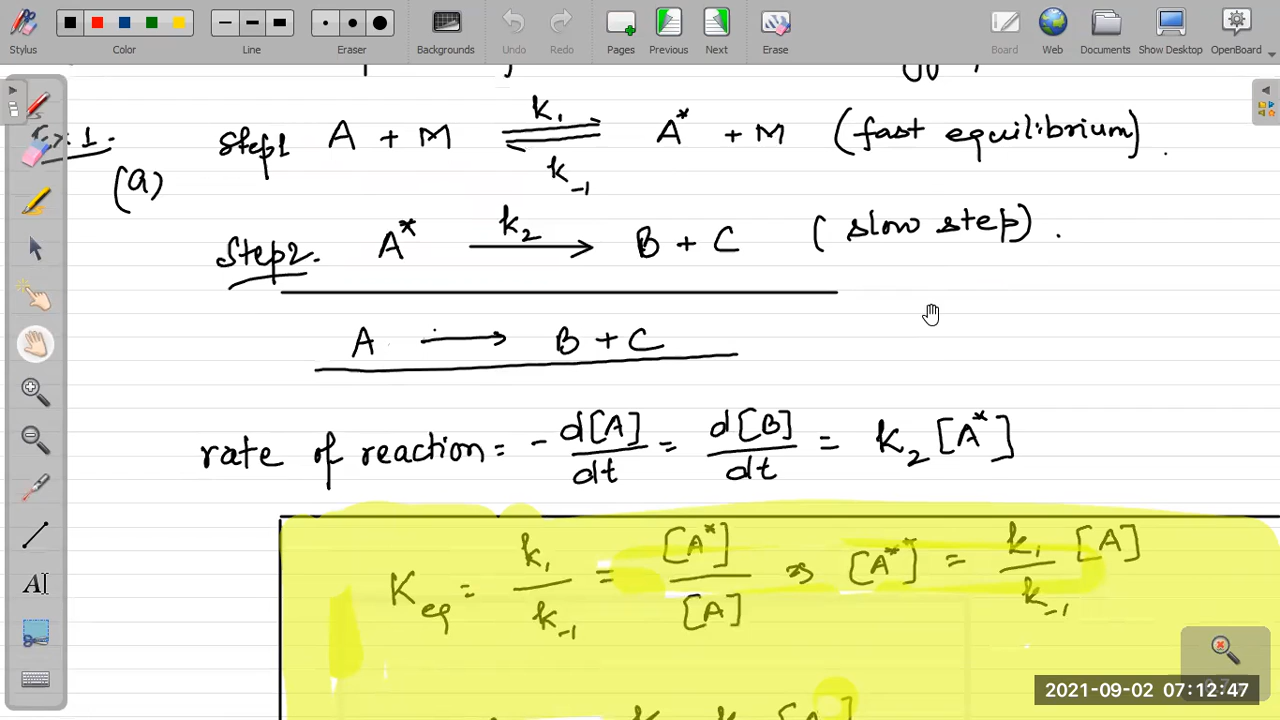 Stylus
Color
Line
Eraser
Backgrounds
Undo
Redo
Pages
Previous
Next
Erase
Board
Web
Documents
Show Desktop
OpenBoard
1.
(a)
Step1 A + M ⇌ A* + M (fast equilibrium).
k₁
k₋₁
Step2. A* → B + C (slow step).
k₂
A → B + C
rate of reaction = - d[A]/dt = d[B]/dt = k₂ [A*]
K_eq = k₁/k₋₁ = [A*]/[A] ⇒ [A*] = k₁/k₋₁ [A]
2021-09-02 07:12:47